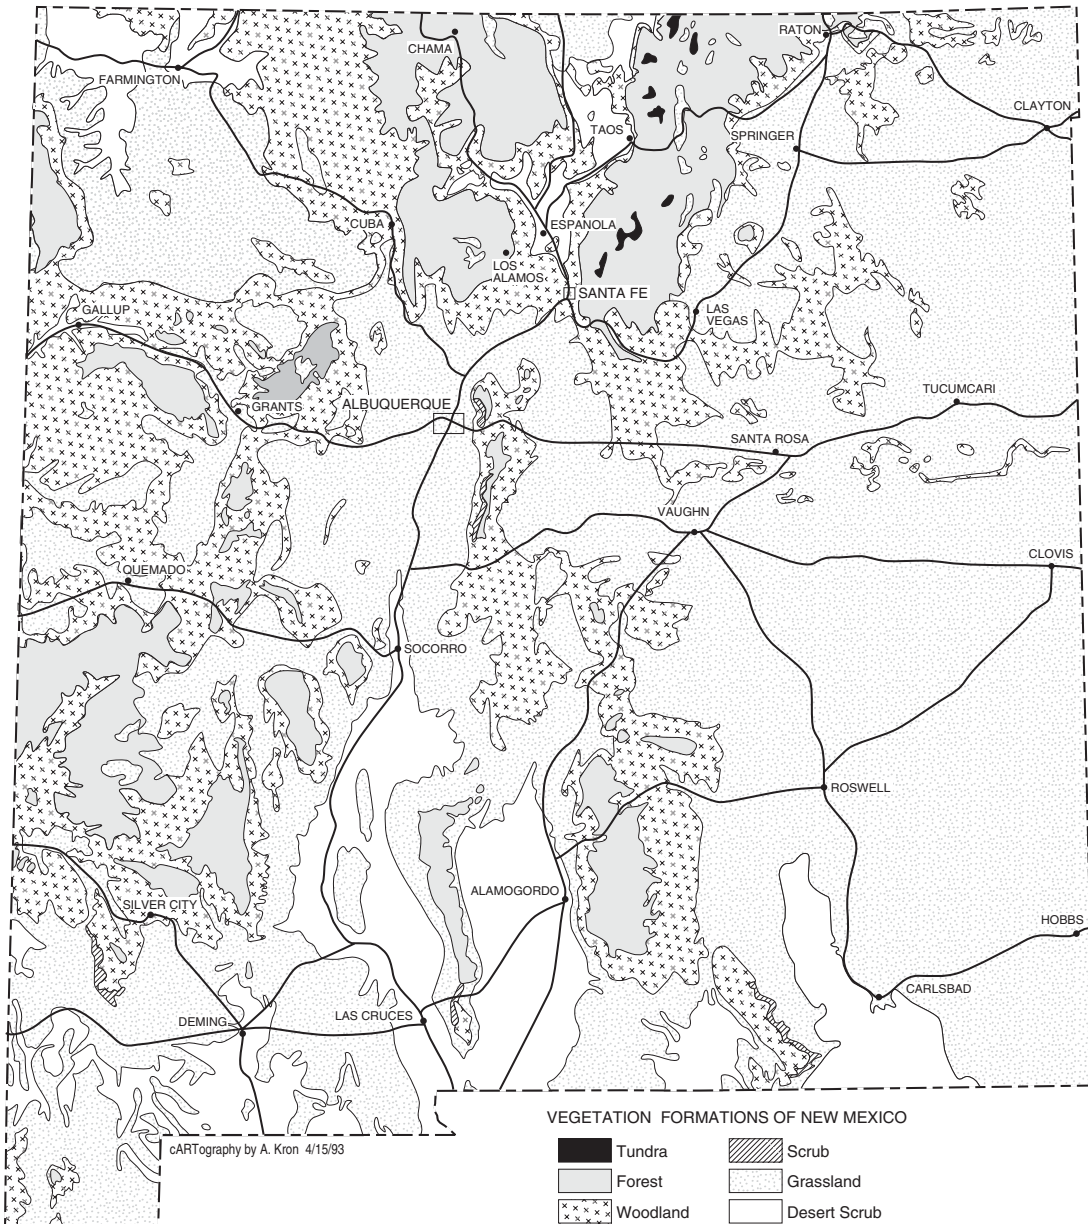 RATON
CHAMA
FARMINGTON
CLAYTON
TAOS
SPRINGER
CUBA
ESPANOLA
LOS
ALAMOS
SANTA FE
GALLUP
LAS
VEGAS
TUCUMCARI
GRANTS
ALBUQUERQUE
SANTA ROSA
VAUGHN
CLOVIS
QUEMADO
SOCORRO
ROSWELL
ALAMOGORDO
SILVER CITY
HOBBS
CARLSBAD
DEMING
LAS CRUCES
VEGETATION FORMATIONS OF NEW MEXICO
cARTography by A. Kron 4/15/93
Tundra
Scrub
Forest
Grassland
Woodland
Desert Scrub